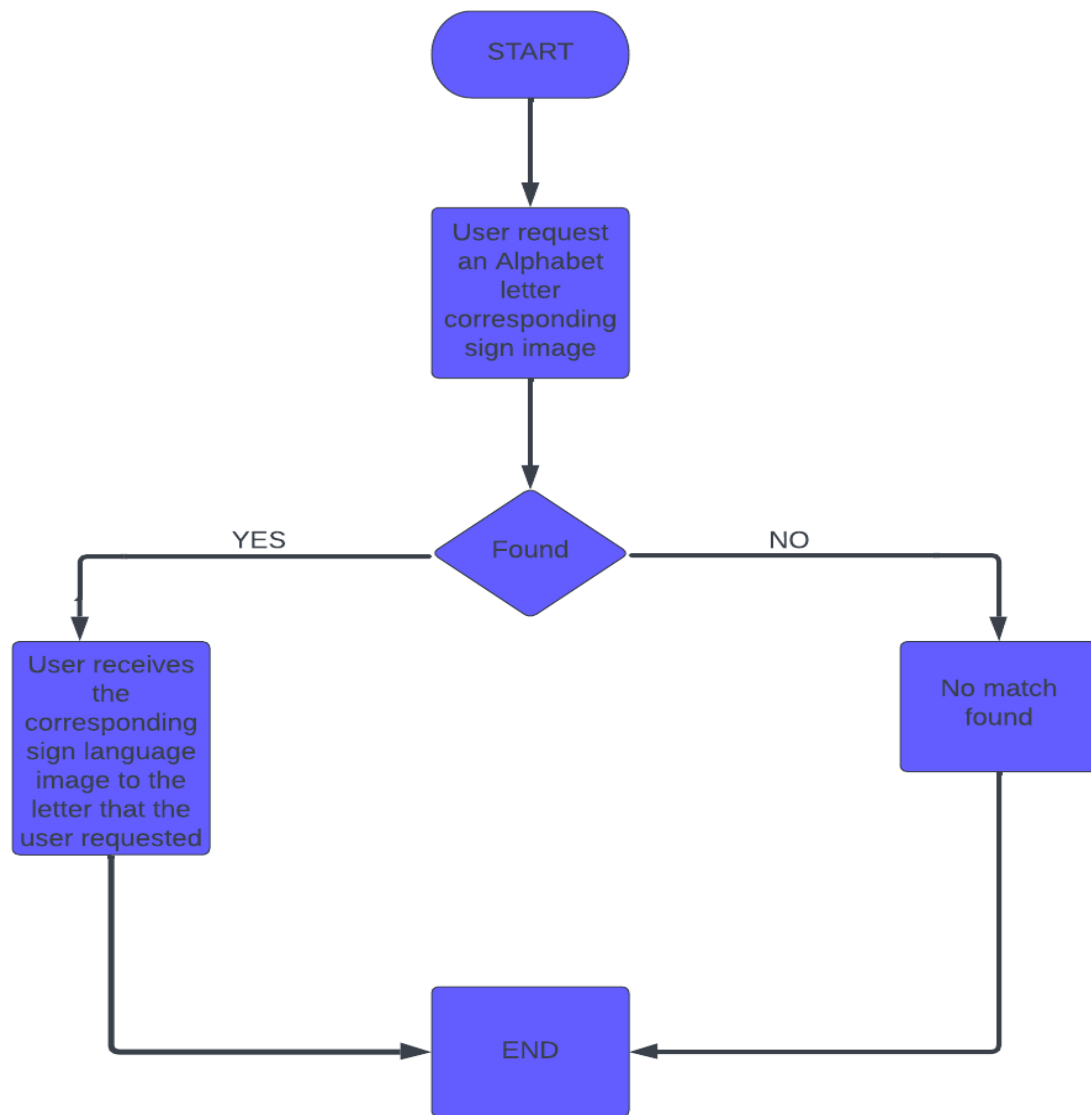 START
User request
an Alphabet
letter
corresponding
sign image
Found
YES
NO
User receives
the
corresponding
sign language
image to the
letter that the
user requested
No match
found
END